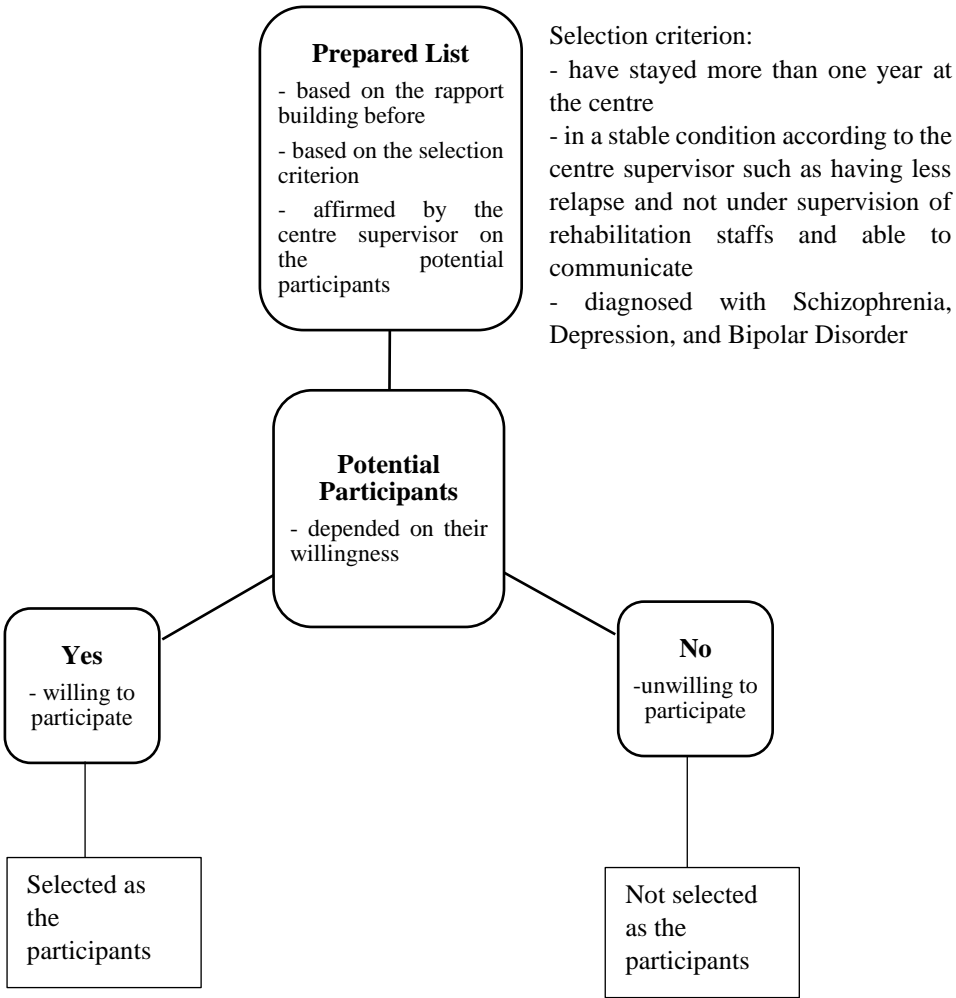 Prepared List
- based on the rapport
building before
- based on the selection
criterion
- affirmed by the
centre supervisor on
the potential
participants
Selection criterion:
- have stayed more than one year at
the centre
- in a stable condition according to the
centre supervisor such as having less
relapse and not under supervision of
rehabilitation staffs and able to
communicate
- diagnosed with Schizophrenia,
Depression, and Bipolar Disorder
Potential
Participants
- depended on their
willingness
Yes
- willing to
participate
No
-unwilling to
participate
Selected as
the
participants
Not selected
as the
participants